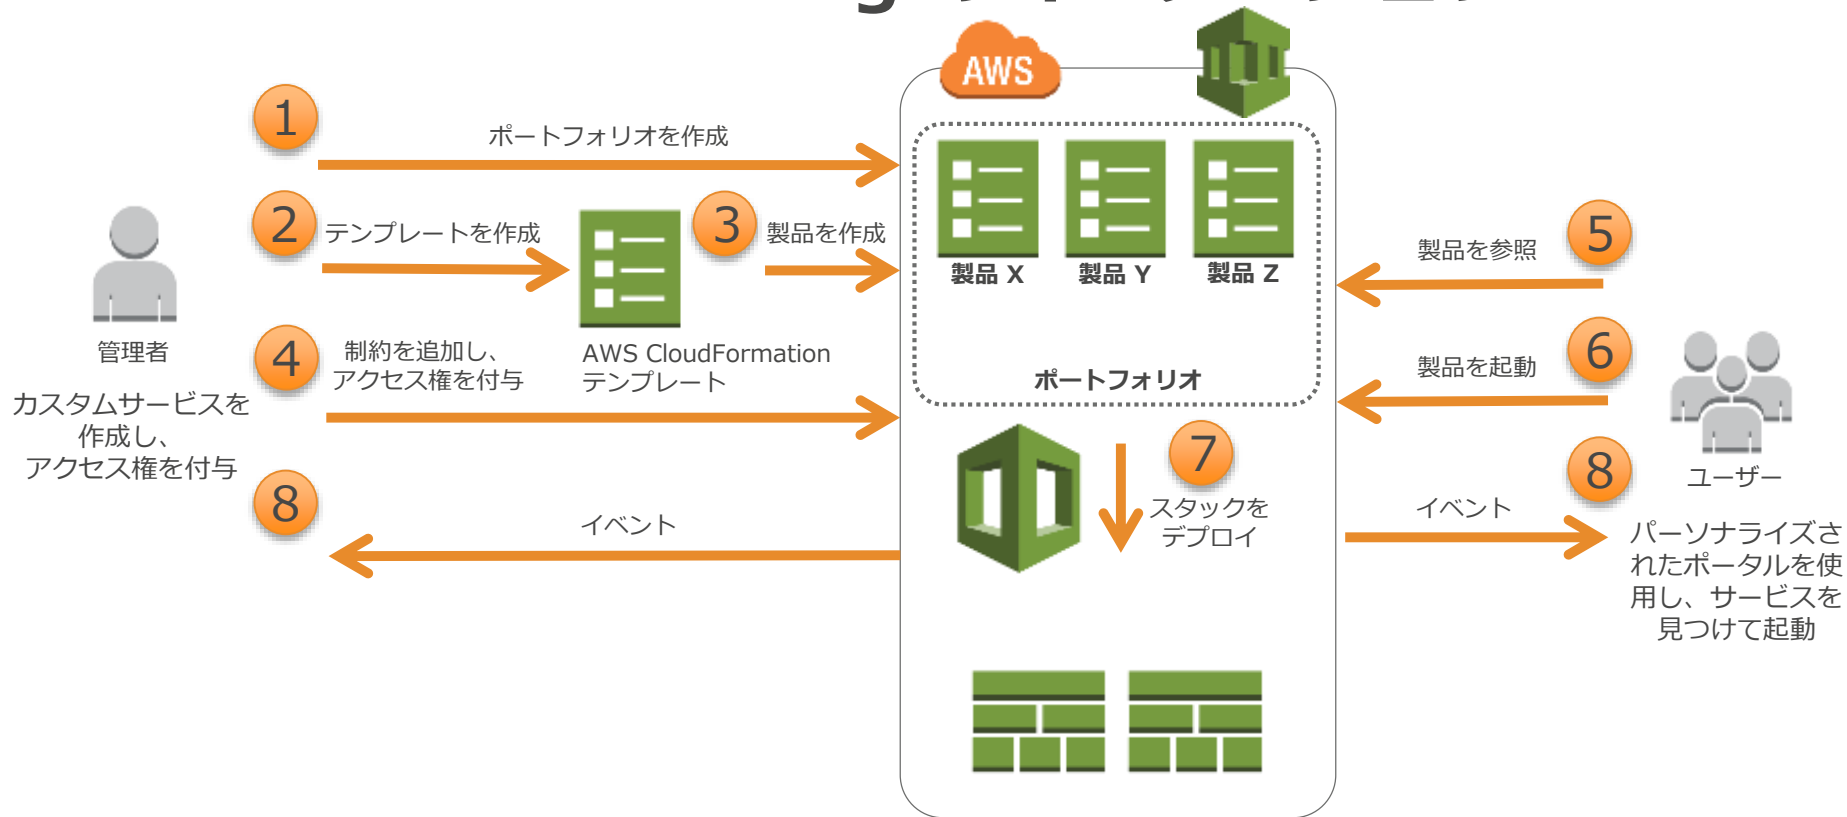 AWS
1
ポートフォリオを作成
2
テンプレートを作成
3
製品を作成
製品 X
製品 Y
製品 Z
5
製品を参照
管理者
4
制約を追加し、
アクセス権を付与
AWS CloudFormation
テンプレート
ポートフォリオ
6
製品を起動
カスタムサービスを
作成し、
アクセス権を付与
7
スタックを
デプロイ
8
イベント
8
イベント
ユーザー
パーソナライズさ
れたポータルを使
用し、サービスを
見つけて起動